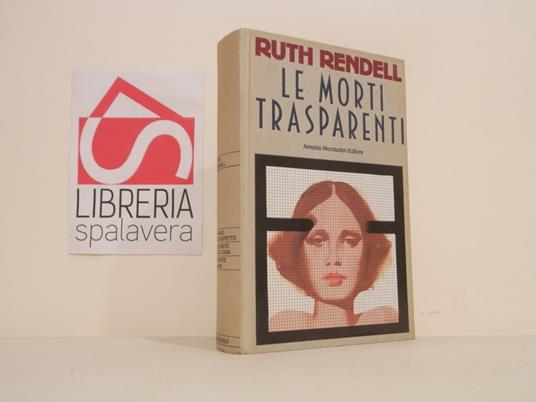 LIBRERIA
spalavera
RUTH RENDELL
LE MORTI
TRASPARENTI
Arnoldo Mondadori Editore